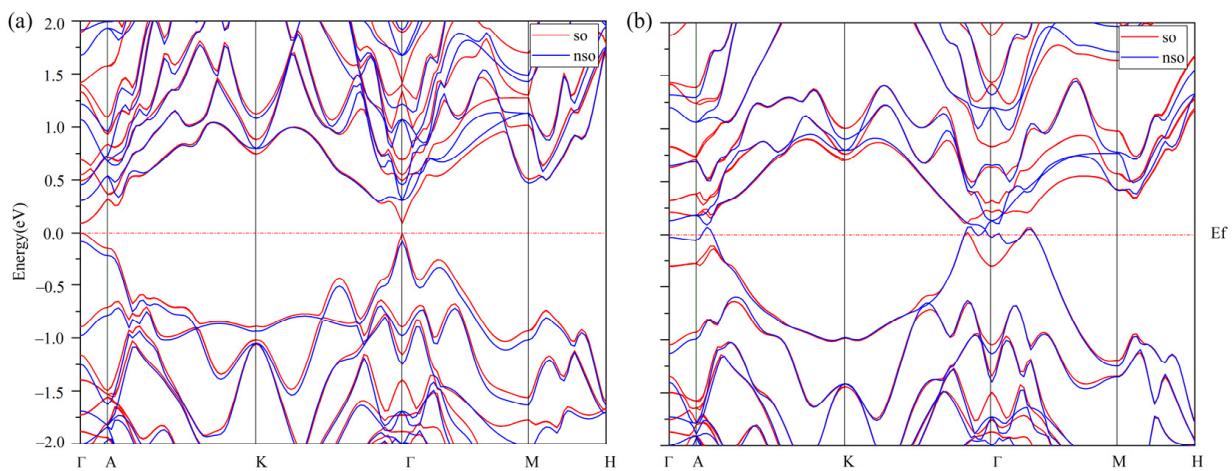 (a)
2.0
1.5
1.0
0.5
0.0
−0.5
−1.0
−1.5
−2.0
Energy(eV)
so
nso
Γ A K Γ M H
(b)
so
nso
Ef
Γ A K Γ M H